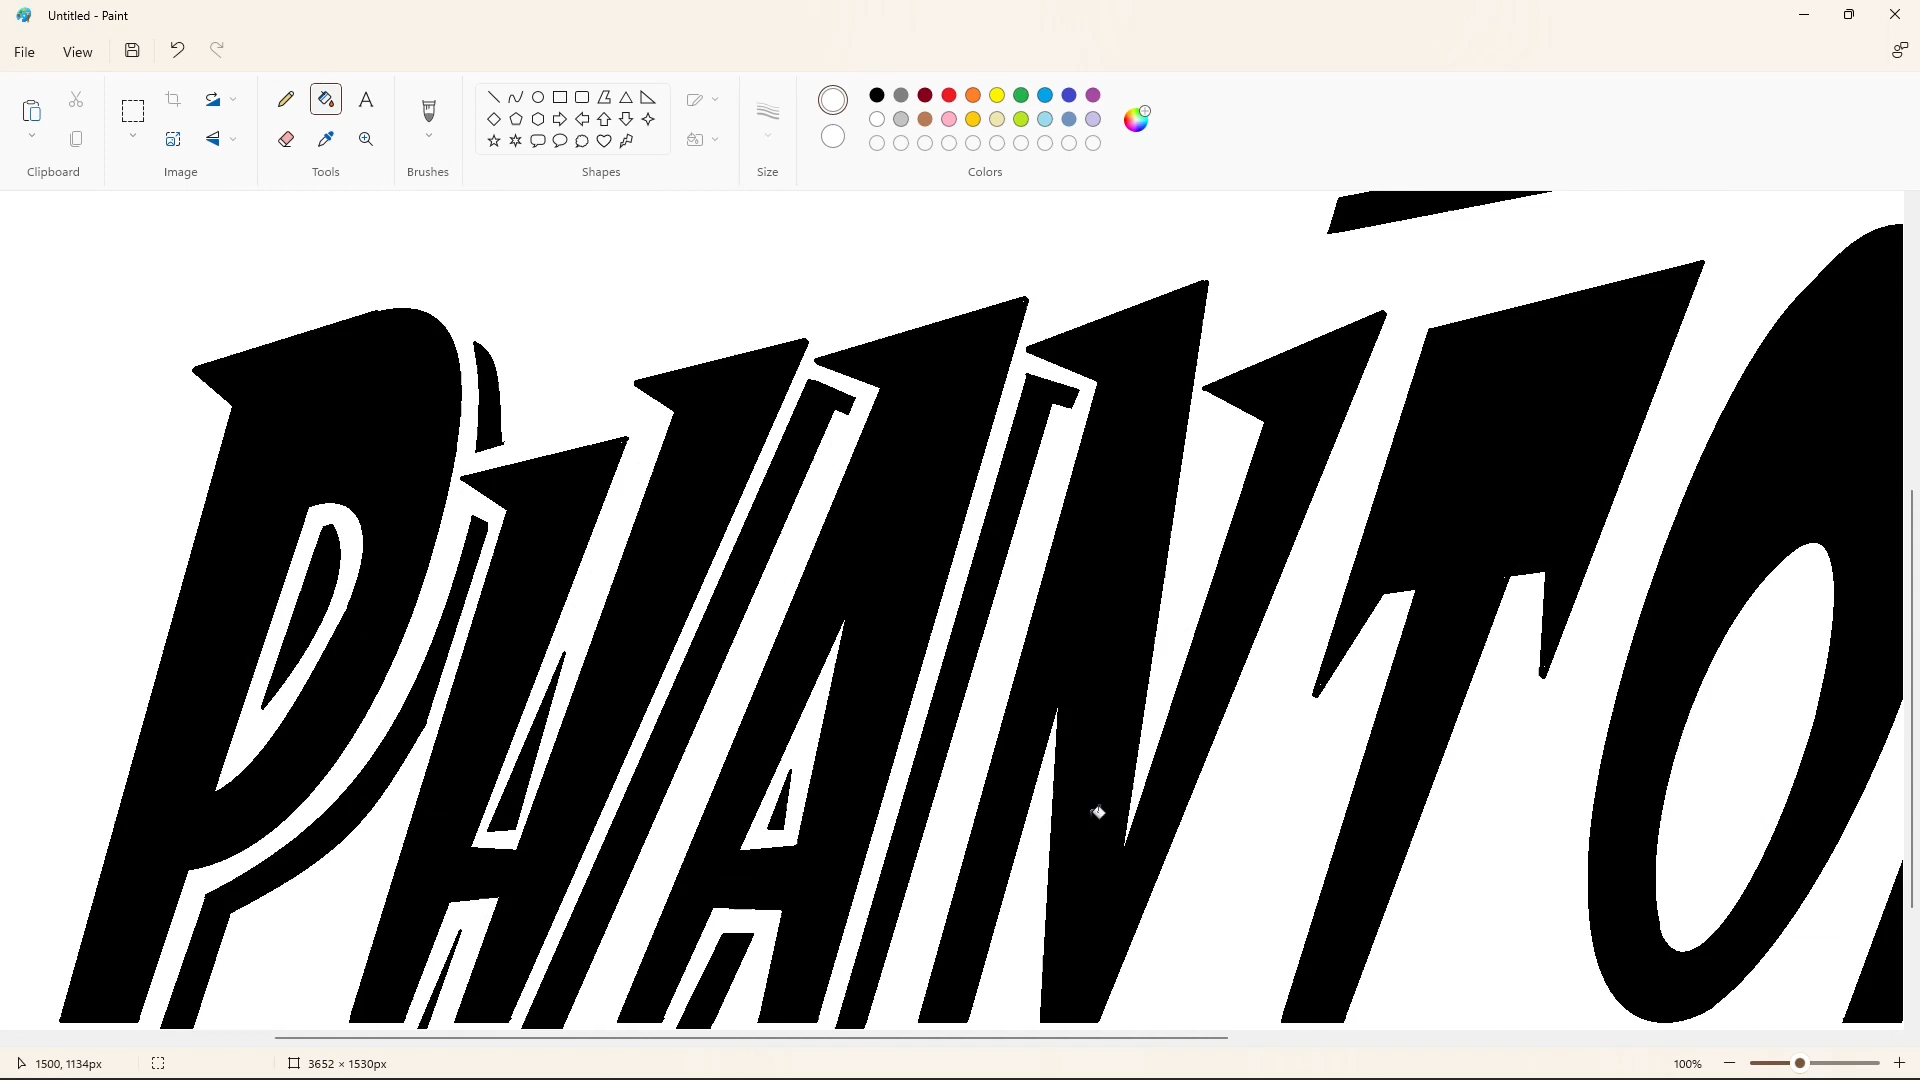 Untitled - Paint
File
View
Clipboard
Image
Tools
Brushes
Shapes
Size
Colors
PHANTO
1500, 1134px
3652 × 1530px
100%